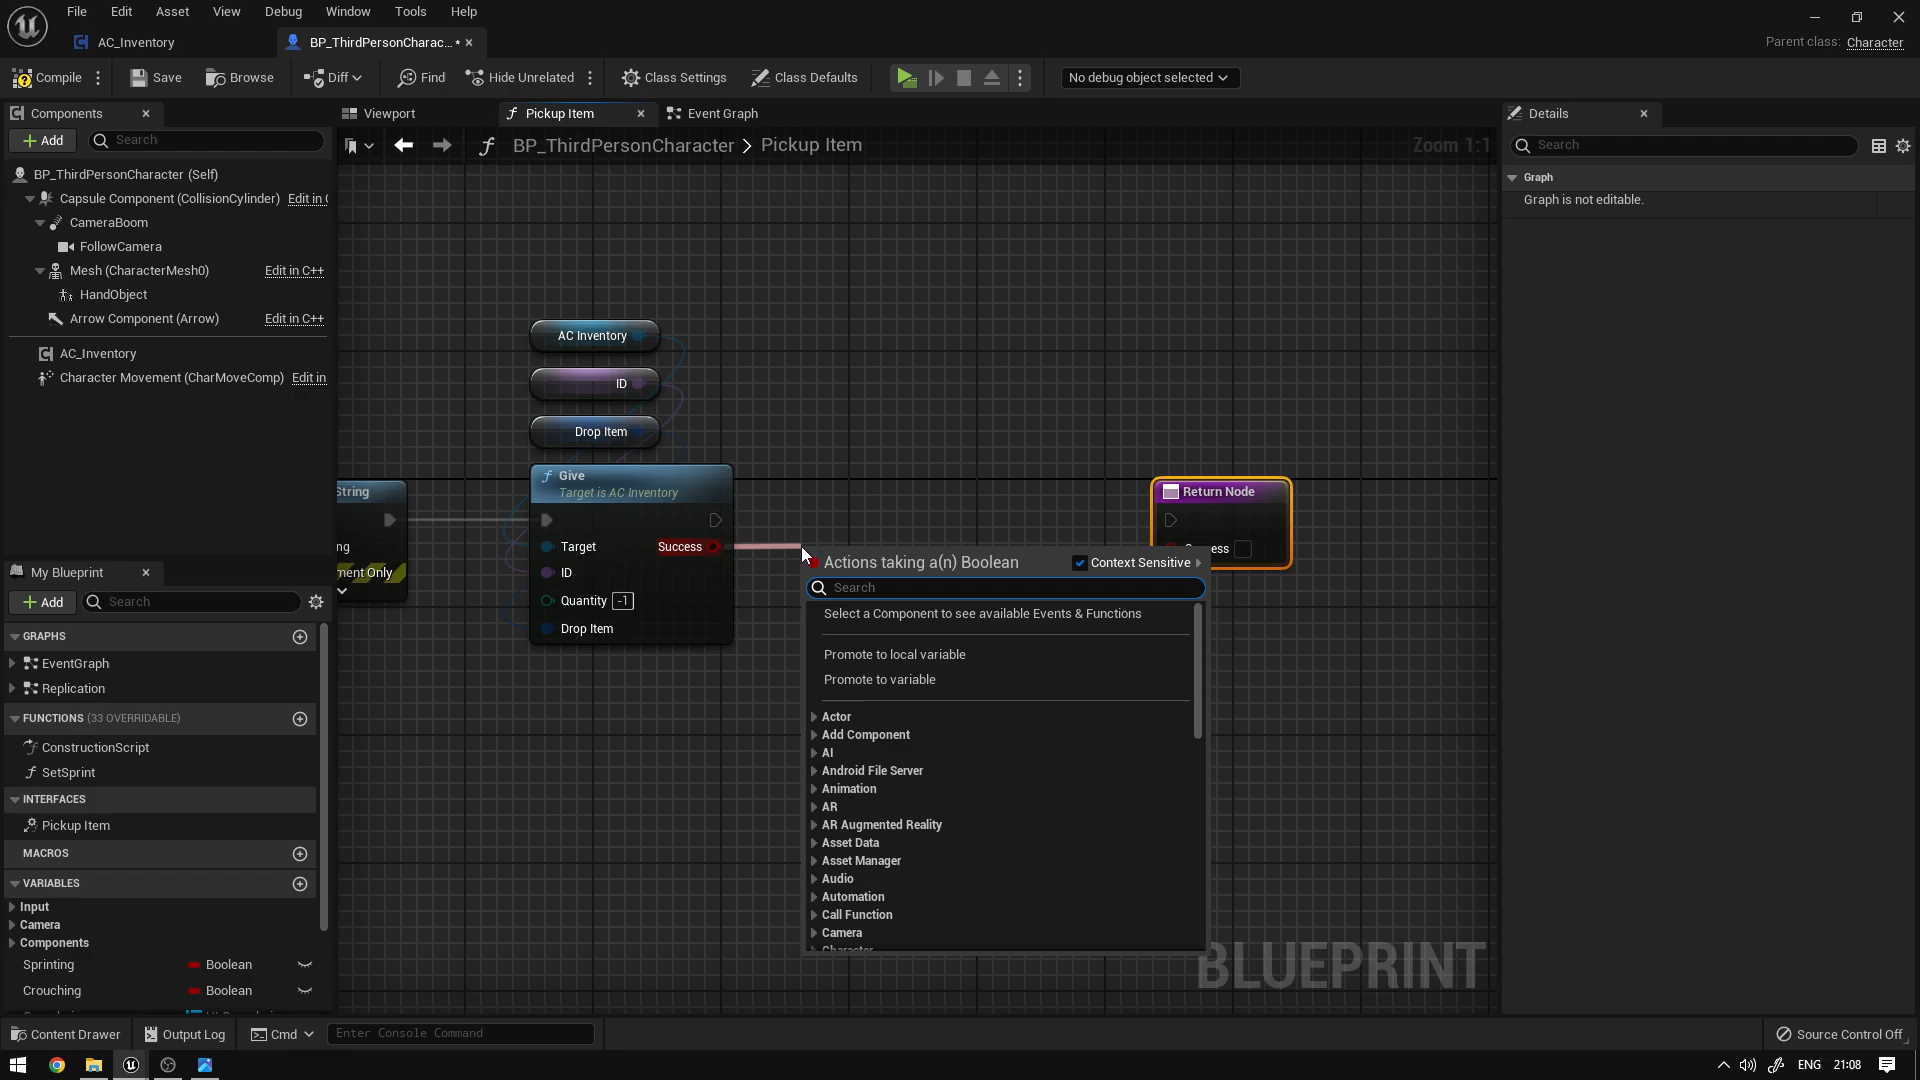 File Edit Asset View Debug Window Tools Help
AC_Inventory
BP_ThirdPersonCharac... *
Parent class: Character
Compile
Save
Browse
Diff
Find
Hide Unrelated
Class Settings
Class Defaults
No debug object selected
Components
Add
Search
BP_ThirdPersonCharacter (Self)
Capsule Component (CollisionCylinder) Edit in C
CameraBoom
FollowCamera
Mesh (CharacterMesh0) Edit in C++
HandObject
Arrow Component (Arrow) Edit in C++
AC_Inventory
Character Movement (CharMoveComp) Edit in
My Blueprint
Add
Search
GRAPHS
EventGraph
Replication
FUNCTIONS (33 OVERRIDABLE)
ConstructionScript
SetSprint
INTERFACES
Pickup Item
MACROS
VARIABLES
Input
Camera
Components
Sprinting Boolean
Crouching Boolean
Viewport
Pickup Item
Event Graph
BP_ThirdPersonCharacter > Pickup Item
Zoom 1:1
AC Inventory
ID
Drop Item
String
ng
ment Only
Give
Target is AC Inventory
Target
Success
ID
Quantity -1
Drop Item
Return Node
ess
Actions taking a(n) Boolean
Context Sensitive
Search
Select a Component to see available Events & Functions
Promote to local variable
Promote to variable
Actor
Add Component
AI
Android File Server
Animation
AR
AR Augmented Reality
Asset Data
Asset Manager
Audio
Automation
Call Function
Camera
Character
BLUEPRINT
Details
Search
Graph
Graph is not editable.
Content Drawer
Output Log
Cmd
Enter Console Command
Source Control Off
ENG
21:08